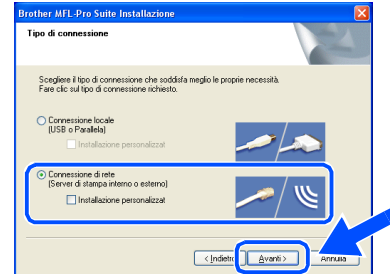 Brother MFL-Pro Suite Installazione
Tipo di connessione
Scegliere il tipo di connessione che soddisfa meglio le proprie necessità.
Fare clic sul tipo di connessione richiesto.
Connessione locale
(USB o Parallela)
Installazione personalizzat
Connessione di rete
(Server di stampa interno o esterno)
Installazione personalizzat
< Indietro
Avanti >
Annulla